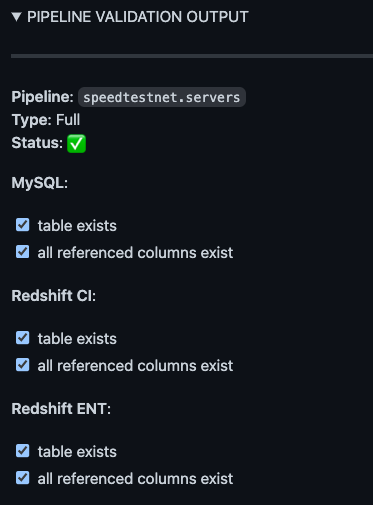 ▼ PIPELINE VALIDATION OUTPUT
Pipeline: speedtestnet.servers
Type: Full
Status: ✅
MySQL:
☑ table exists
☑ all referenced columns exist
Redshift CI:
☑ table exists
☑ all referenced columns exist
Redshift ENT:
☑ table exists
☑ all referenced columns exist